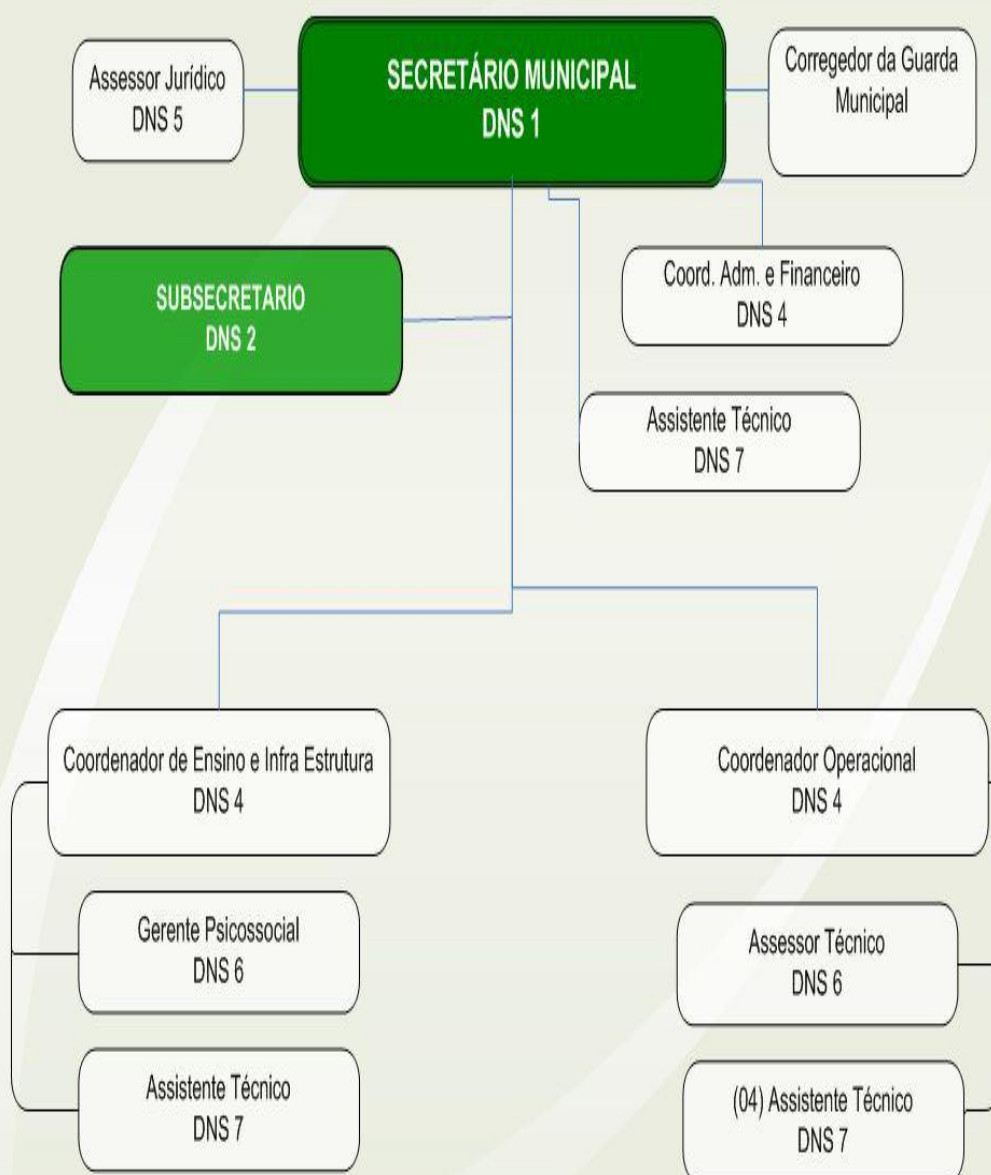 Assessor Jurídico
DNS 5
SECRETÁRIO MUNICIPAL
DNS 1
Corregedor da Guarda
Municipal
SUBSECRETARIO
DNS 2
Coord. Adm. e Financeiro
DNS 4
Assistente Técnico
DNS 7
Coordenador de Ensino e Infra Estrutura
DNS 4
Coordenador Operacional
DNS 4
Gerente Psicossocial
DNS 6
Assessor Técnico
DNS 6
Assistente Técnico
DNS 7
(04) Assistente Técnico
DNS 7